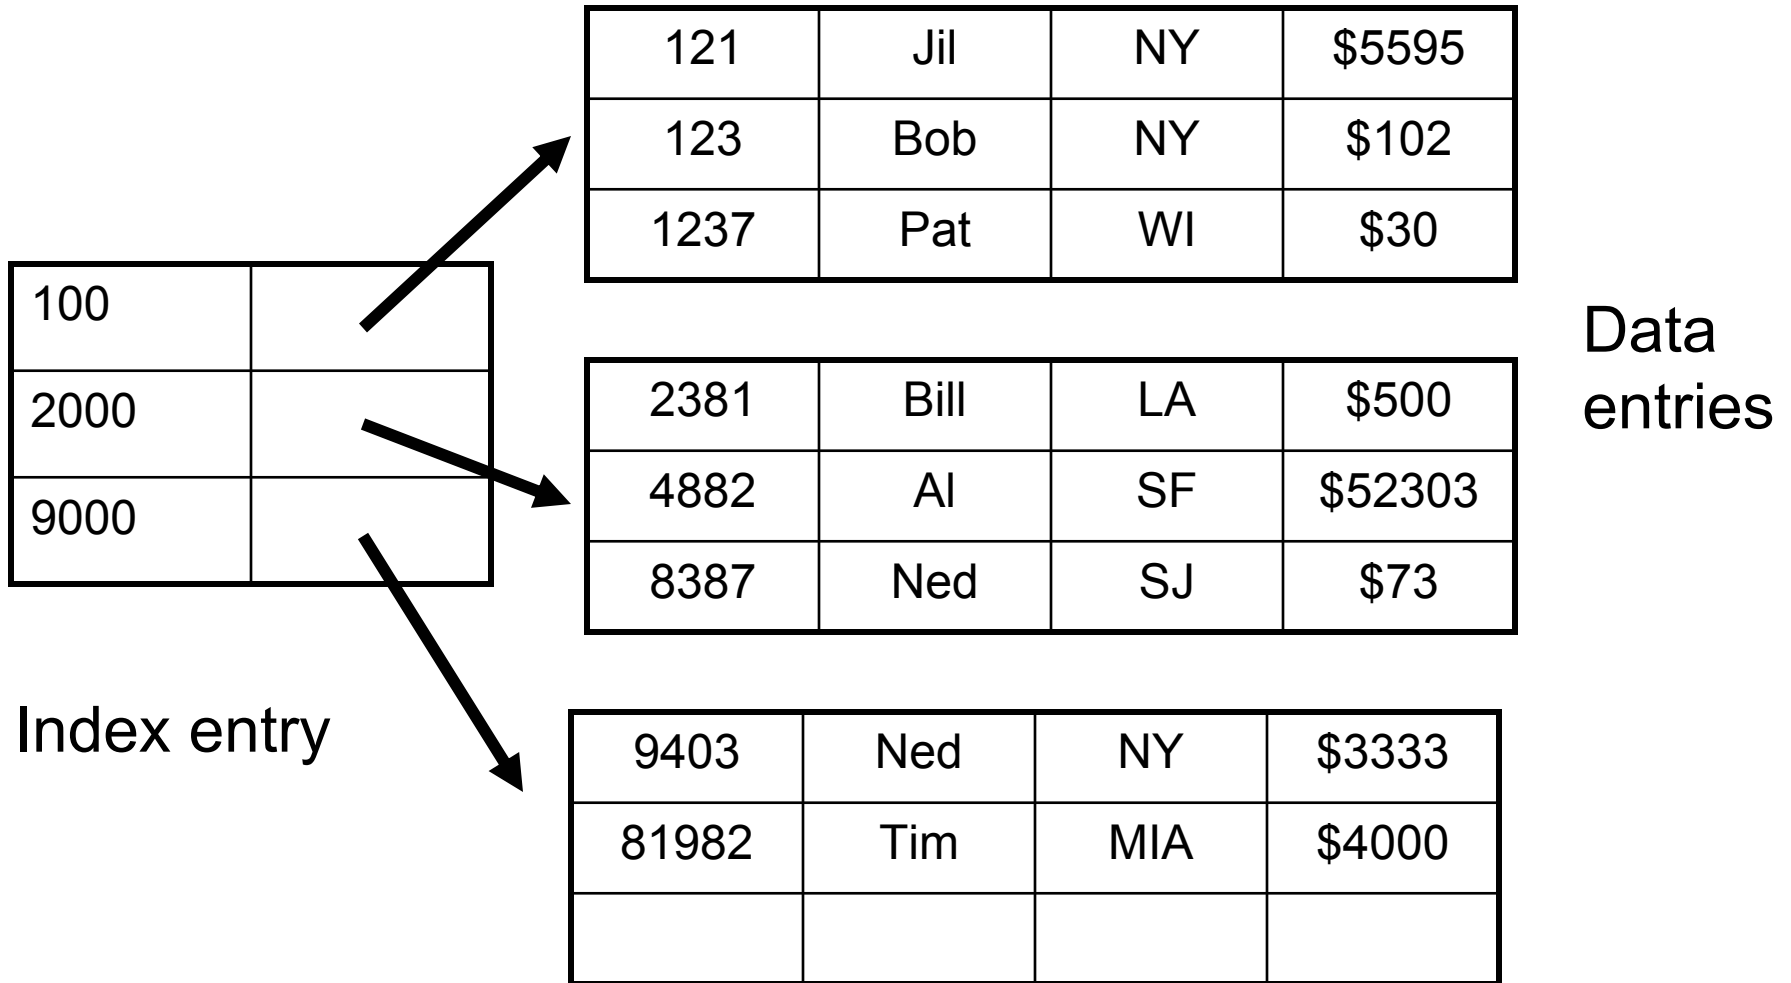 121 Jil NY $5595
123 Bob NY $102
1237 Pat WI $30
100
2000
9000
Data
entries
2381 Bill LA $500
4882 Al SF $52303
8387 Ned SJ $73
Index entry
9403 Ned NY $3333
81982 Tim MIA $4000